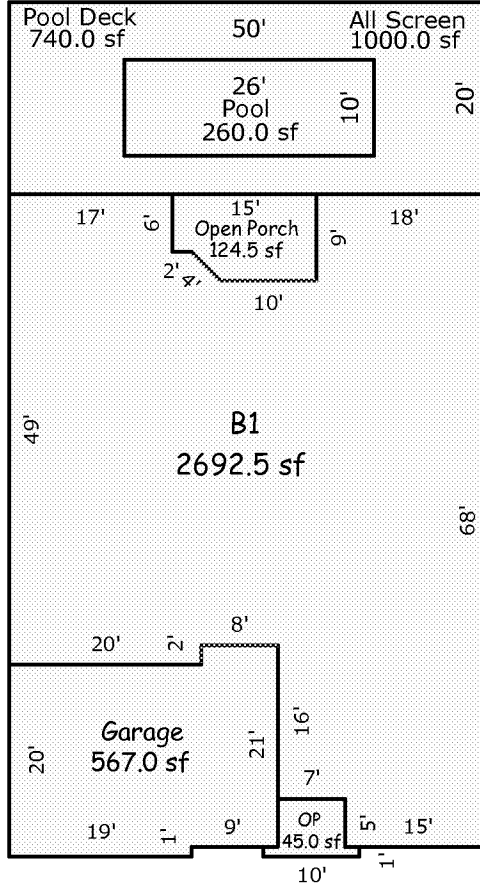 Pool Deck
740.0 sf
50'
All Screen
1000.0 sf
26'
Pool
260.0 sf
10'
20'
17'
6'
15'
Open Porch
124.5 sf
9'
18'
2'
4'
10'
49'
B1
2692.5 sf
68'
20'
2'
8'
Garage
567.0 sf
20'
21'
16'
7'
19'
1'
9'
OP
45.0 sf
5'
15'
10'
1'